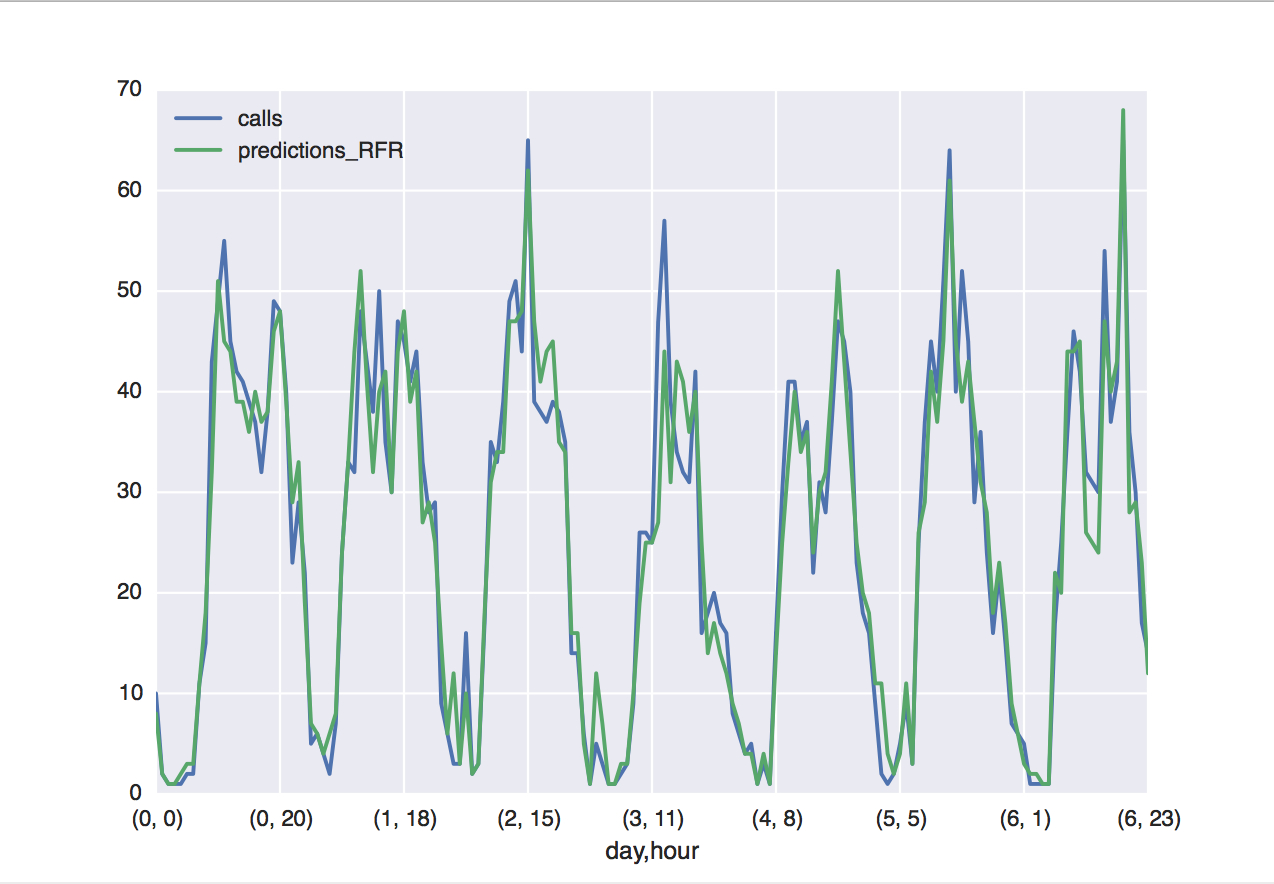 70
calls
predictions_RFR
60
50
40
30
20
10
0
(0, 0) (0, 20) (1, 18) (2, 15) (3, 11) (4, 8) (5, 5) (6, 1) (6, 23)
day,hour